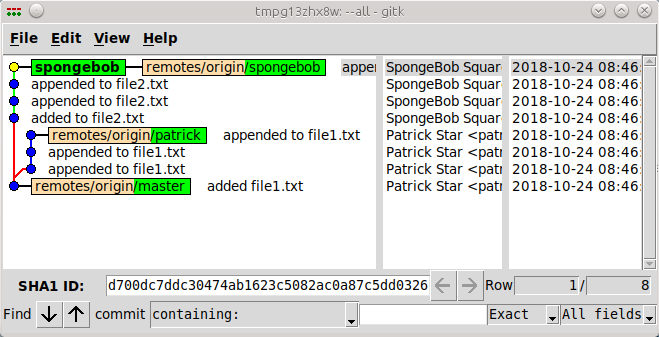 tmpg13zhx8w: --all - gitk
File Edit View Help
spongebob remotes/origin/spongebob appen SpongeBob Squar 2018-10-24 08:46:
appended to file2.txt SpongeBob Squar 2018-10-24 08:46:
appended to file2.txt SpongeBob Squar 2018-10-24 08:46:
added to file2.txt SpongeBob Squar 2018-10-24 08:46:
remotes/origin/patrick appended to file1.txt Patrick Star <patr 2018-10-24 08:46:
appended to file1.txt Patrick Star <patr 2018-10-24 08:46:
appended to file1.txt Patrick Star <patr 2018-10-24 08:46:
remotes/origin/master added file1.txt Patrick Star <patr 2018-10-24 08:46:
SHA1 ID: d700dc7ddc30474ab1623c5082ac0a87c5dd0326 Row 1 / 8
Find commit containing: Exact All fields